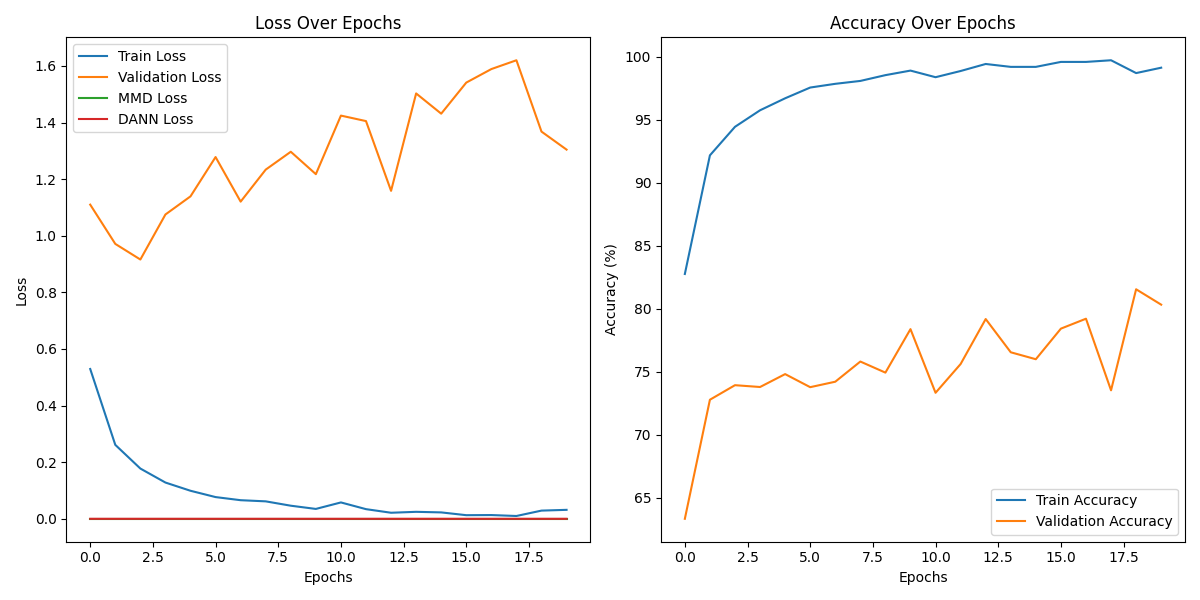 Loss Over Epochs
Train Loss
Validation Loss
MMD Loss
DANN Loss
1.6
1.4
1.2
1.0
0.8
0.6
0.4
0.2
0.0
Loss
0.0 2.5 5.0 7.5 10.0 12.5 15.0 17.5
Epochs
Accuracy Over Epochs
100
95
90
85
80
75
70
65
Accuracy (%)
Train Accuracy
Validation Accuracy
0.0 2.5 5.0 7.5 10.0 12.5 15.0 17.5
Epochs